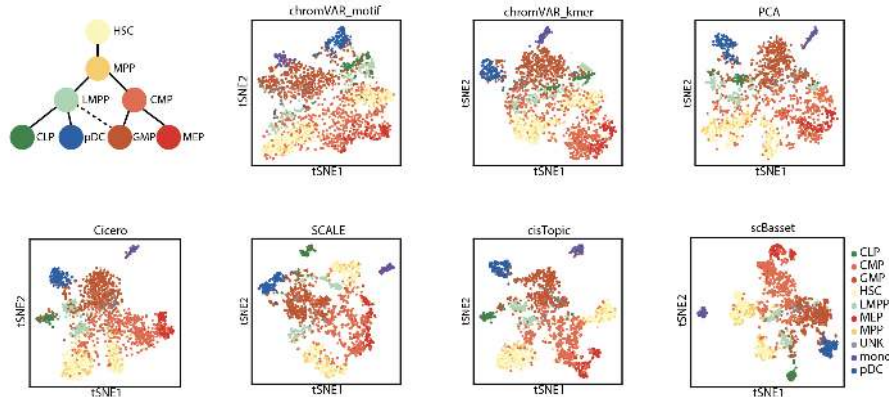 HSC
MPP
LMPP
CMP
CLP
pDC
GMP
MEP
chromVAR_motif
tSNE2
tSNE1
chromVAR_kmer
tSNE2
tSNE1
PCA
tSNE2
tSNE1
Cicero
tSNE2
tSNE1
SCALE
tSNE2
tSNE1
cisTopic
tSNE2
tSNE1
scBasset
tSNE2
tSNE1
CLP
CMP
GMP
HSC
LMPP
MEP
MPP
UNK
mono
pDC